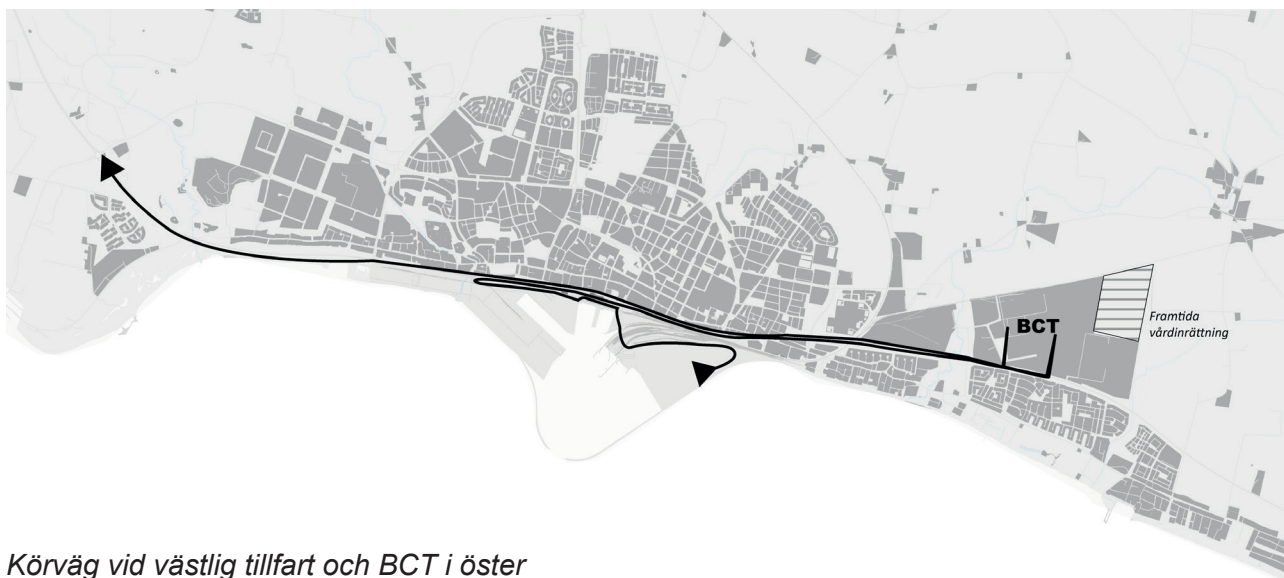 BCT
Framtida
vårdinrättning
Körväg vid västlig tillfart och BCT i öster